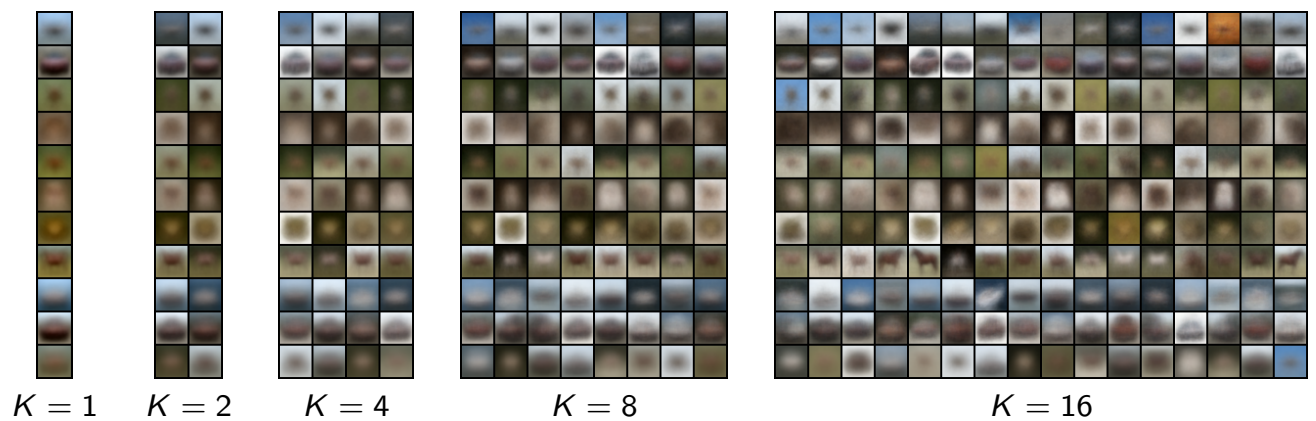 K = 1 K = 2 K = 4 K = 8 K = 16